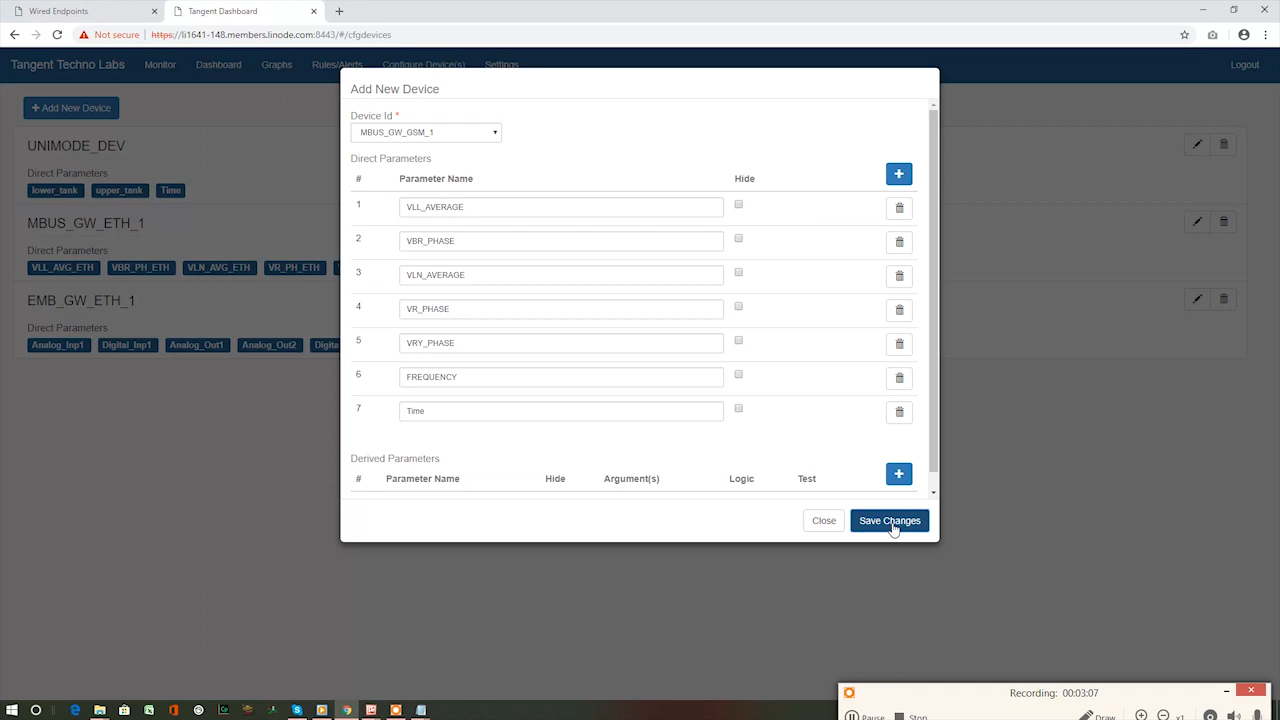 Wired Endpoints
Tangent Dashboard
Not secure
https://li1641-148.members.linode.com:8443/#/cfgdevices
Tangent Techno Labs Monitor Dashboard Graphs Rules/Alerts Configure Device(s) Settings Logout
Add New Device
UNIMODE_DEV
Direct Parameters
lower_tank upper_tank Time
MBUS_GW_ETH_1
Direct Parameters
VLL_AVG_ETH VBR_PH_ETH VLN_AVG_ETH VR_PH_ETH
EMB_GW_ETH_1
Direct Parameters
Analog_Inp1 Digital_Inp1 Analog_Out1 Analog_Out2 Digita
Add New Device
Device Id *
MBUS_GW_GSM_1
Direct Parameters
# Parameter Name Hide
1 VLL_AVERAGE
2 VBR_PHASE
3 VLN_AVERAGE
4 VR_PHASE
5 VRY_PHASE
6 FREQUENCY
7 Time
Derived Parameters
# Parameter Name Hide Argument(s) Logic Test
Close Save Changes
Recording: 00:03:07
Pause Stop Draw x1